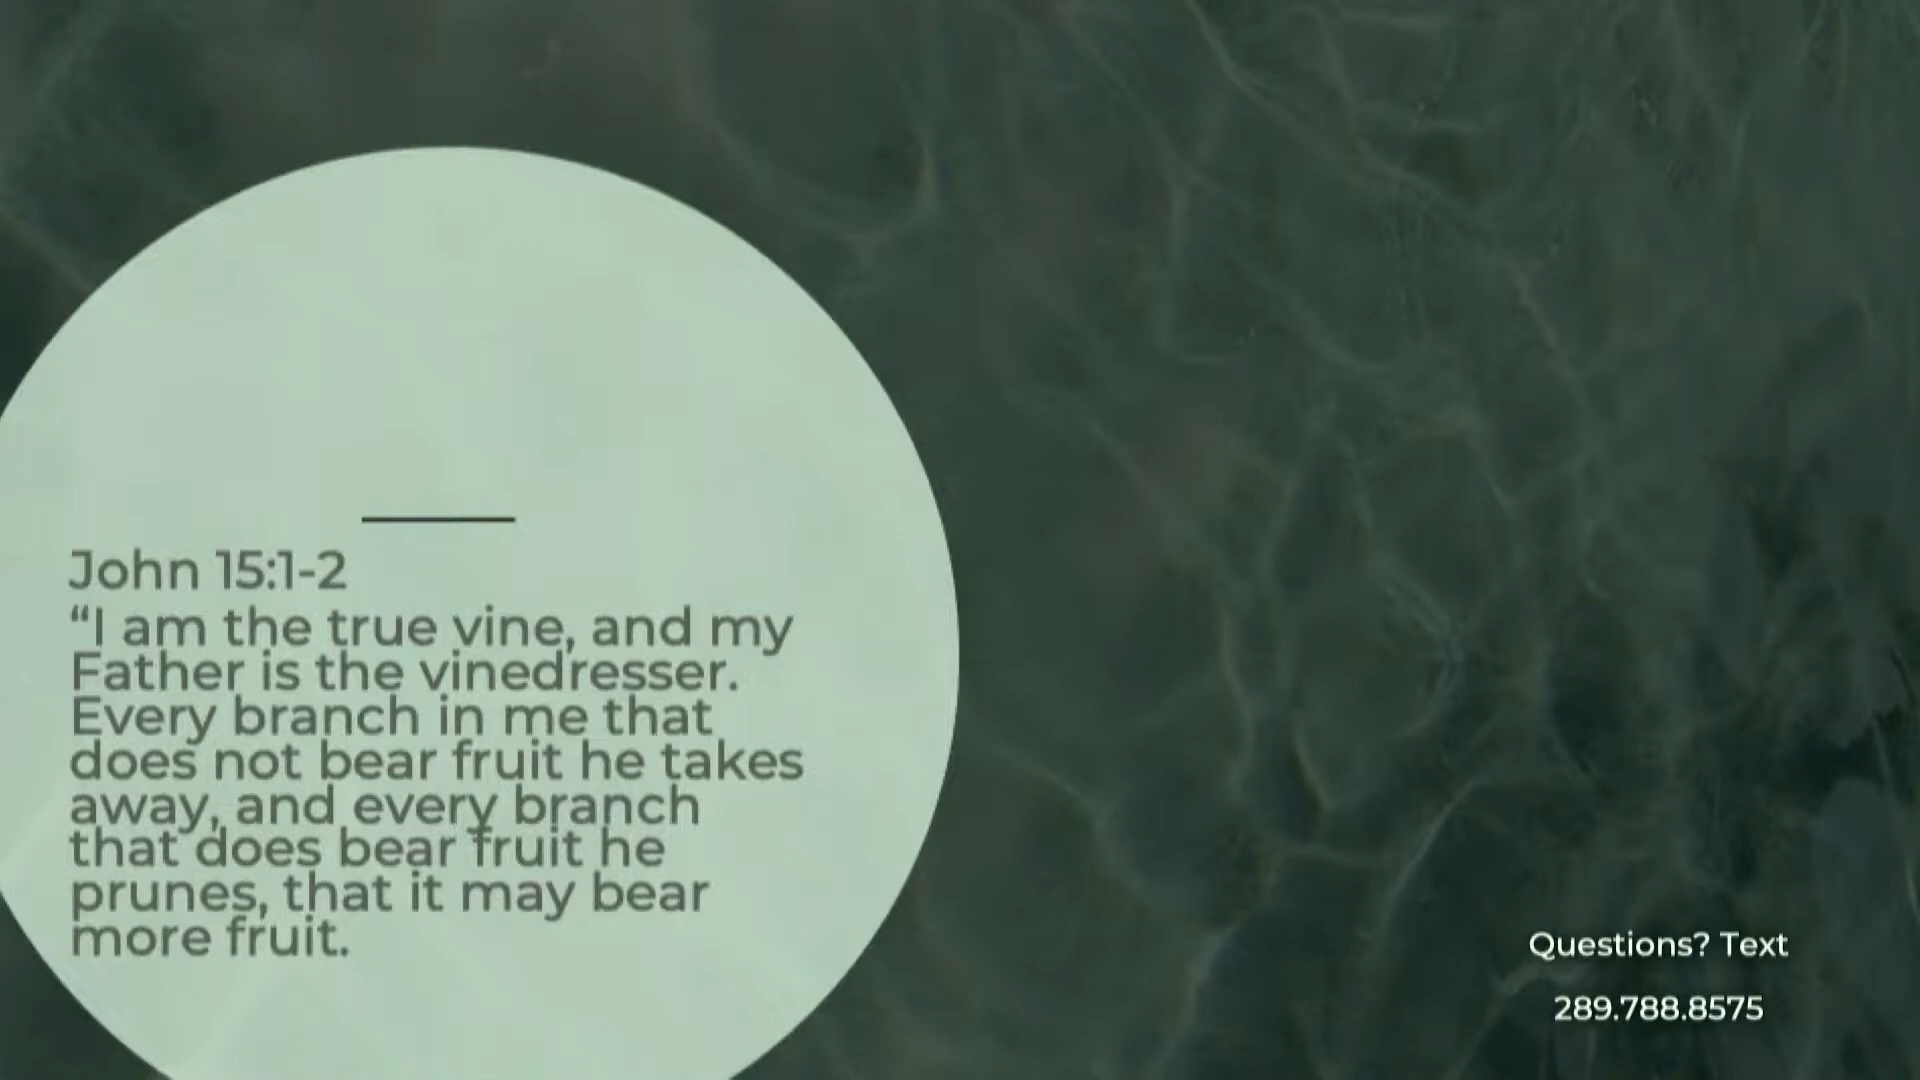 John 15:1-2
“I am the true vine, and my
Father is the vinedresser.
Every branch in me that
does not bear fruit he takes
away, and every branch
that does bear fruit he
prunes, that it may bear
more fruit.
Questions? Text
289.788.8575